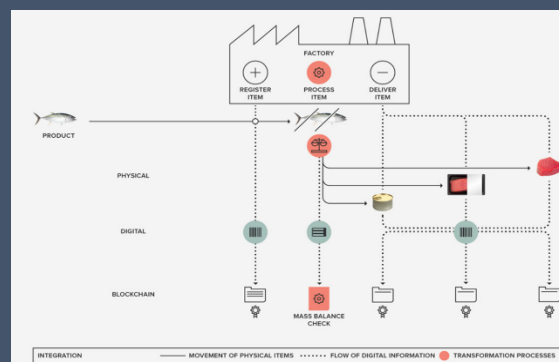 FACTORY
REGISTER
ITEM
PROCESS
ITEM
DELIVER
ITEM
PRODUCT
PHYSICAL
DIGITAL
BLOCKCHAIN
MASS BALANCE
CHECK
INTEGRATION
MOVEMENT OF PHYSICAL ITEMS
FLOW OF DIGITAL INFORMATION
TRANSFORMATION PROCESSES